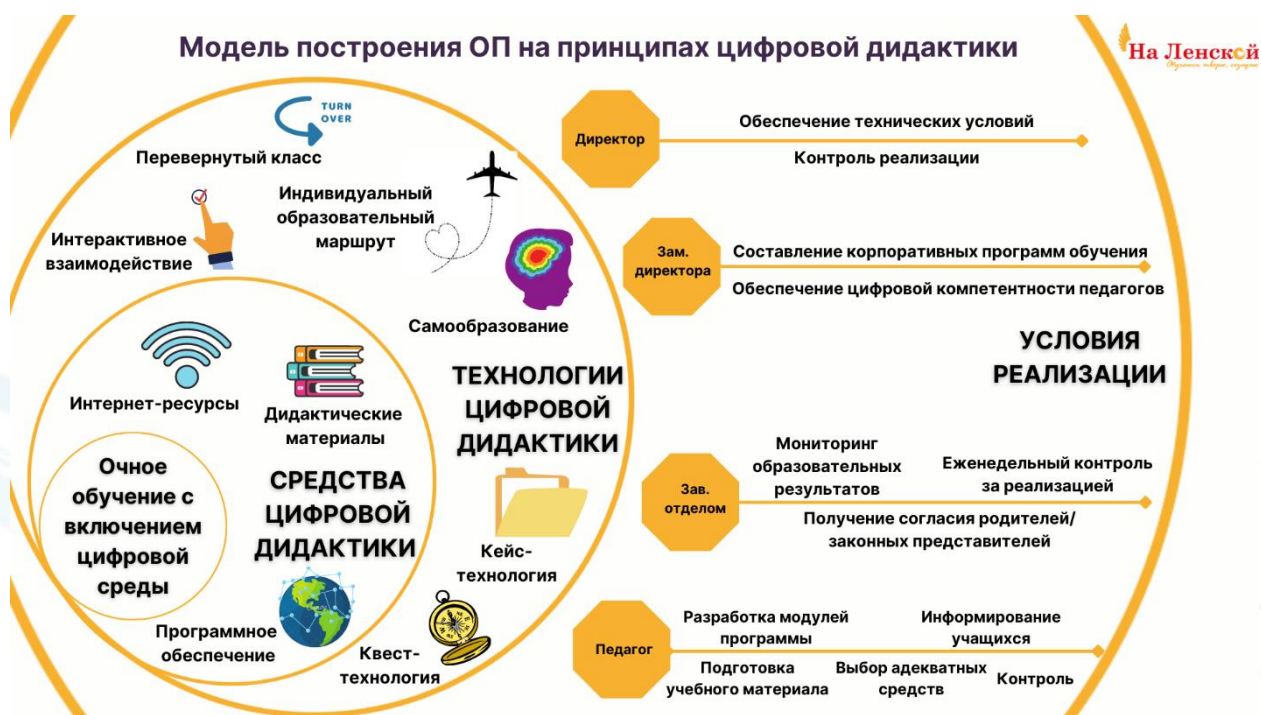 Модель построения ОП на принципах цифровой дидактики
На Ленской
TURN
OVER
Перевернутый класс
Индивидуальный
образовательный
маршрут
Интерактивное
взаимодействие
Самообразование
ТЕХНОЛОГИИ
ЦИФРОВОЙ
ДИДАКТИКИ
Кейс-
технология
Квест-
технология
Интернет-ресурсы
Дидактические
материалы
СРЕДСТВА
ЦИФРОВОЙ
ДИДАКТИКИ
Программное
обеспечение
Очное
обучение с
включением
цифровой
среды
Директор
Обеспечение технических условий
Контроль реализации
Зам.
директора
Составление корпоративных программ обучения
Обеспечение цифровой компетентности педагогов
УСЛОВИЯ
РЕАЛИЗАЦИИ
Зав.
отделом
Мониторинг
образовательных
результатов
Еженедельный контроль
за реализацией
Получение согласия родителей/
законных представителей
Педагог
Разработка модулей
программы
Информирование
учащихся
Подготовка
учебного материала
Выбор адекватных
средств
Контроль